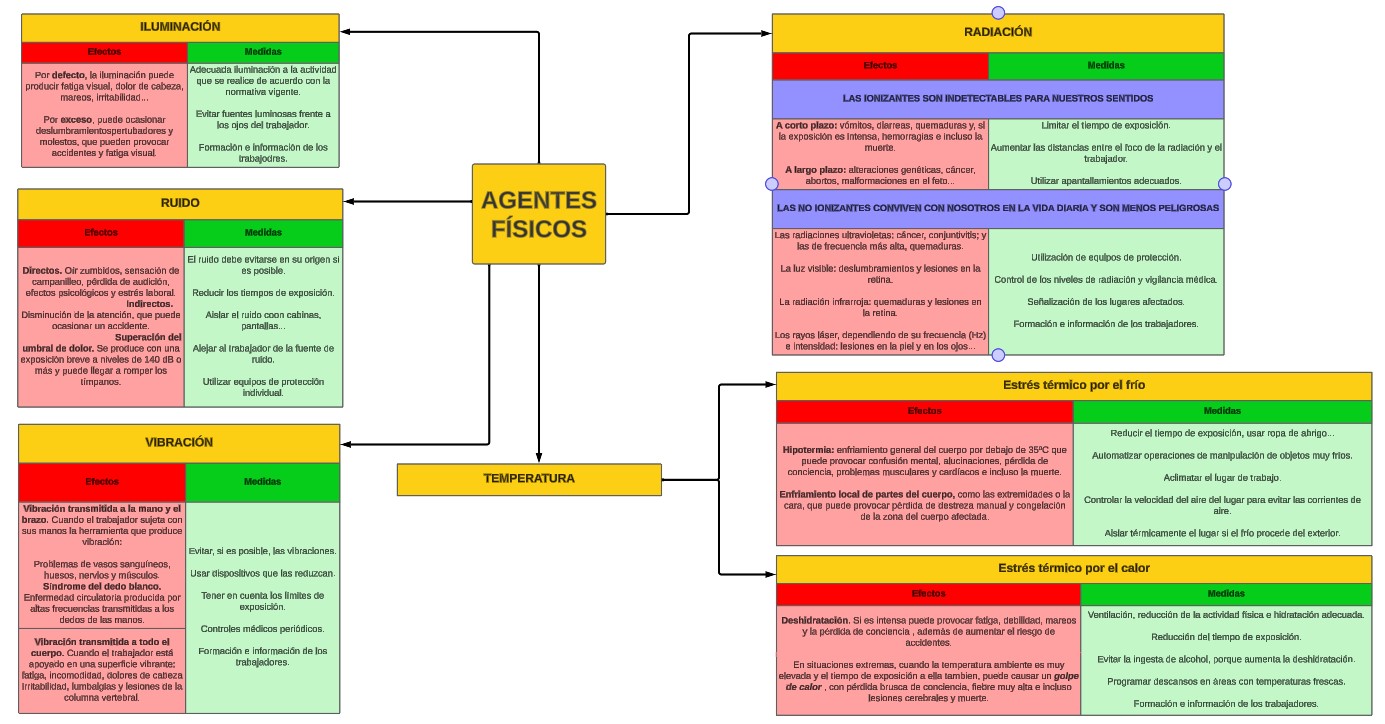 ILUMINACIÓN
Efectos
Medidas
Por defecto, la iluminación puede
producir fatiga visual, dolor de cabeza,
mareos, irritabilidad...
Por exceso, puede ocasionar
deslumbramientospertubadores y
molestos, que pueden provocar
accidentes y fatiga visual.
Adecuada iluminación a la actividad
que se realice de acuerdo con la
normativa vigente.
Evitar fuentes luminosas frente a
los ojos del trabajador.
Formación e información de los
trabajodres.
RUIDO
Efectos
Medidas
Directos. Oír zumbidos, sensación de
campanilleo, pérdida de audición,
efectos psicológicos y estrés laboral.
Indirectos.
Disminución de la atención, que puede
ocasionar un accidente.
Superación del
umbral de dolor. Se produce con una
exposición breve a niveles de 140 dB o
más y puede llegar a romper los
tímpanos.
El ruido debe evitarse en su origen si
es posible.
Reducir los tiempos de exposición.
Aislar el ruido coon cabinas,
pantallas...
Alejar al trabajador de la fuente de
ruido.
Utilizar equipos de protección
individual.
VIBRACIÓN
Efectos
Medidas
Vibración transmitida a la mano y el
brazo. Cuando el trabajador sujeta con
sus manos la herramienta que produce
vibración:
Problemas de vasos sanguíneos,
huesos, nervios y músculos.
Síndrome del dedo blanco.
Enfermedad circulatoria producida por
altas frecuencias transmitidas a los
dedos de las manos.
Vibración transmitida a todo el
cuerpo. Cuando el trabajador está
apoyado en una superficie vibrante:
fatiga, incomodidad, dolores de cabeza
irritabilidad, lumbalgias y lesiones de la
columna vertebral.
Evitar, si es posible, las vibraciones.
Usar dispositivos que las reduzcan.
Tener en cuenta los límites de
exposición.
Controles médicos periódicos.
Formación e información de los
trabajadores.
AGENTES
FÍSICOS
TEMPERATURA
RADIACIÓN
Efectos
Medidas
LAS IONIZANTES SON INDETECTABLES PARA NUESTROS SENTIDOS
A corto plazo: vómitos, diarreas, quemaduras y, si
la exposición es intensa, hemorragias e incluso la
muerte.
A largo plazo: alteraciones genéticas, cáncer,
abortos, malformaciones en el feto...
Limitar el tiempo de exposición.
Aumentar las distancias entre el foco de la radiación y el
trabajador.
Utilizar apantallamientos adecuados.
LAS NO IONIZANTES CONVIVEN CON NOSOTROS EN LA VIDA DIARIA Y SON MENOS PELIGROSAS
Las radiaciones ultravioletas: cáncer, conjuntivitis; y
las de frecuencia más alta, quemaduras.
La luz visible: deslumbramientos y lesiones en la
retina.
La radiación infrarroja: quemaduras y lesiones en
la retina.
Los rayos láser, dependiendo de su frecuencia (Hz)
e intensidad: lesiones en la piel y en los ojos...
Utilización de equipos de protección.
Control de los niveles de radiación y vigilancia médica.
Señalización de los lugares afectados.
Formación e información de los trabajadores.
Estrés térmico por el frío
Efectos
Medidas
Hipotermia: enfriamiento general del cuerpo por debajo de 35ºC que
puede provocar confusión mental, alucinaciones, pérdida de
conciencia, problemas musculares y cardíacos e incluso la muerte.
Enfriamiento local de partes del cuerpo, como las extremidades o la
cara, que puede provocar pérdida de destreza manual y congelación
de la zona del cuerpo afectada.
Reducir el tiempo de exposición, usar ropa de abrigo...
Automatizar operaciones de manipulación de objetos muy fríos.
Aclimatar el lugar de trabajo.
Controlar la velocidad del aire del lugar para evitar las corrientes de
aire.
Aislar térmicamente el lugar si el frío procede del exterior.
Estrés térmico por el calor
Efectos
Medidas
Deshidratación. Si es intensa puede provocar fatiga, debilidad, mareos
y la pérdida de conciencia , además de aumentar el riesgo de
accidentes.
En situaciones extremas, cuando la temperatura ambiente es muy
elevada y el tiempo de exposición a ella tambien, puede causar un golpe
de calor , con pérdida brusca de conciencia, fiebre muy alta e incluso
lesiones cerebrales y muerte.
Ventilación, reducción de la actividad física e hidratación adecuada.
Reducción del tiempo de exposición.
Evitar la ingesta de alcohol, porque aumenta la deshidratación.
Programar descansos en áreas con temperaturas frescas.
Formación e información de los trabajadores.